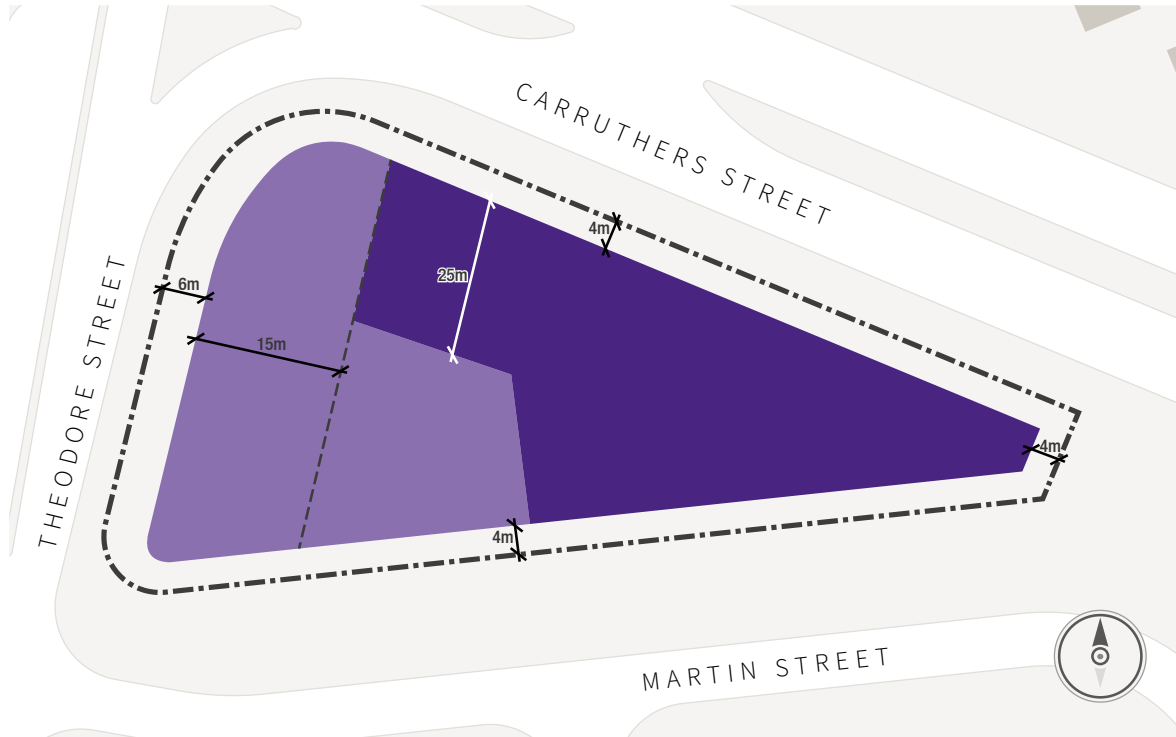 CARRUTHERS STREET
4m
25m
6m
15m
THEODORE STREET
4m
4m
MARTIN STREET